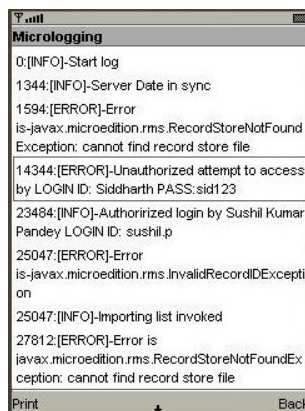 Micrologging
0:[INFO]-Start log
1344:[INFO]-Server Date in sync
1594:[ERROR]-Error
is-javax.microedition.rms.RecordStoreNotFound
Exception: cannot find record store file
14344:[ERROR]-Unauthorized attempt to access
by LOGIN ID: Siddharth PASS:sid123
23484:[INFO]-Authorirized login by Sushil Kumar
Pandey LOGIN ID: sushil.p
25047:[ERROR]-Error
is-javax.microedition.rms.InvalidRecordIDExcepti
on
25047:[INFO]-Importing list invoked
27812:[ERROR]-Error is
javax.microedition.rms.RecordStoreNotFoundEx
ception: cannot find record store file
Print Back